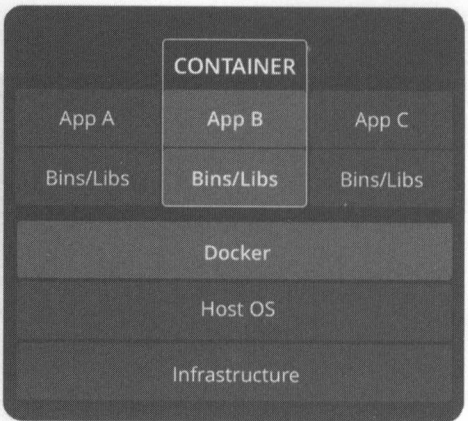 CONTAINER
App A App B App C
Bins/Libs Bins/Libs Bins/Libs
Docker
Host OS
Infrastructure